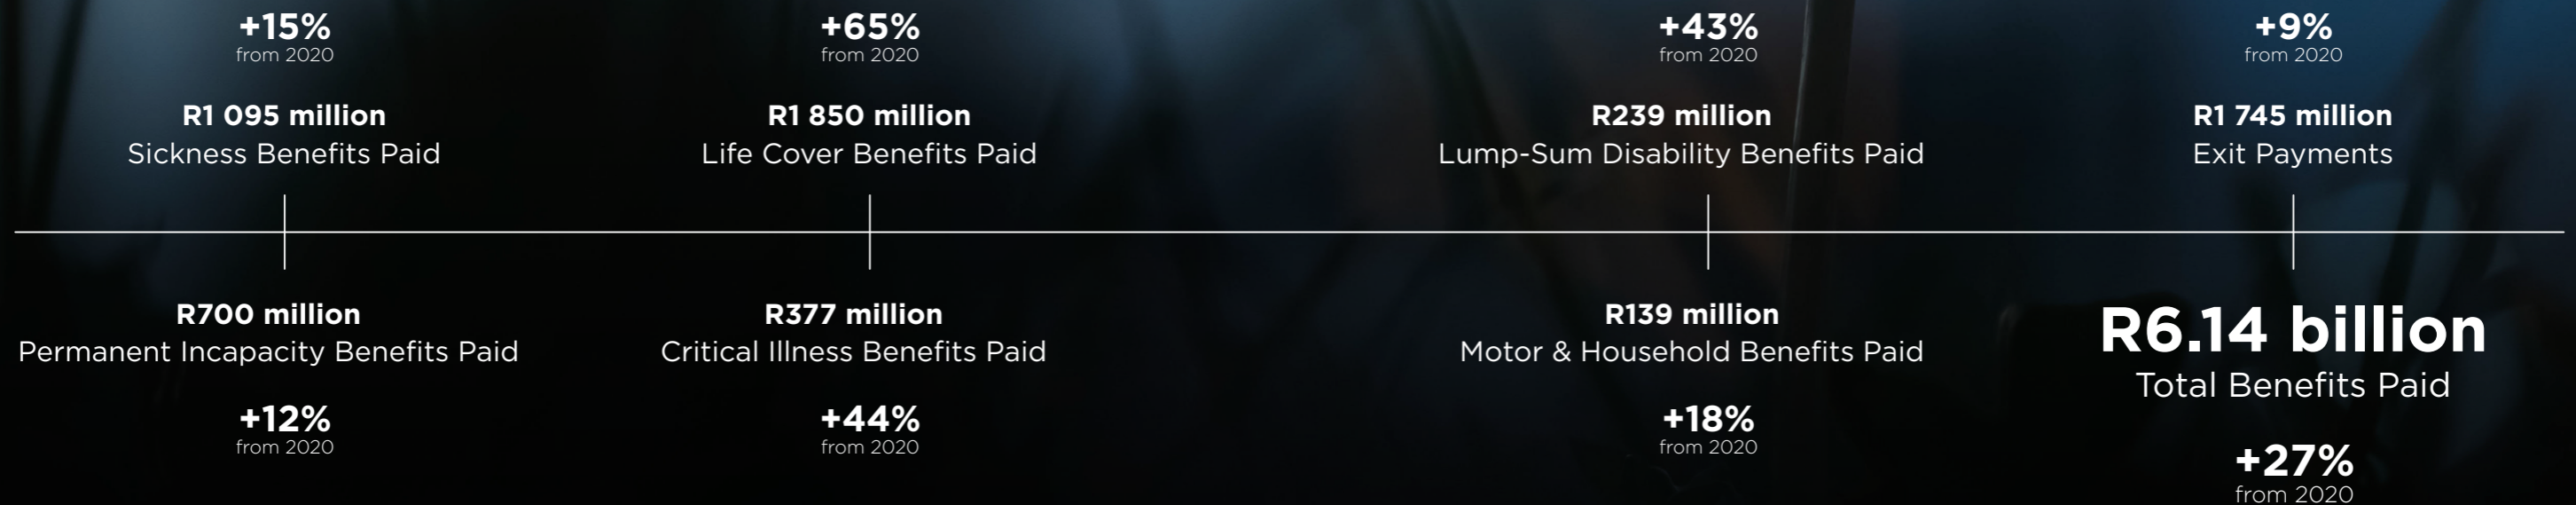 +15%
from 2020
R1 095 million
Sickness Benefits Paid
+65%
from 2020
R1 850 million
Life Cover Benefits Paid
+43%
from 2020
R239 million
Lump-Sum Disability Benefits Paid
+9%
from 2020
R1 745 million
Exit Payments
R700 million
Permanent Incapacity Benefits Paid
+12%
from 2020
R377 million
Critical Illness Benefits Paid
+44%
from 2020
R139 million
Motor & Household Benefits Paid
+18%
from 2020
R6.14 billion
Total Benefits Paid
+27%
from 2020